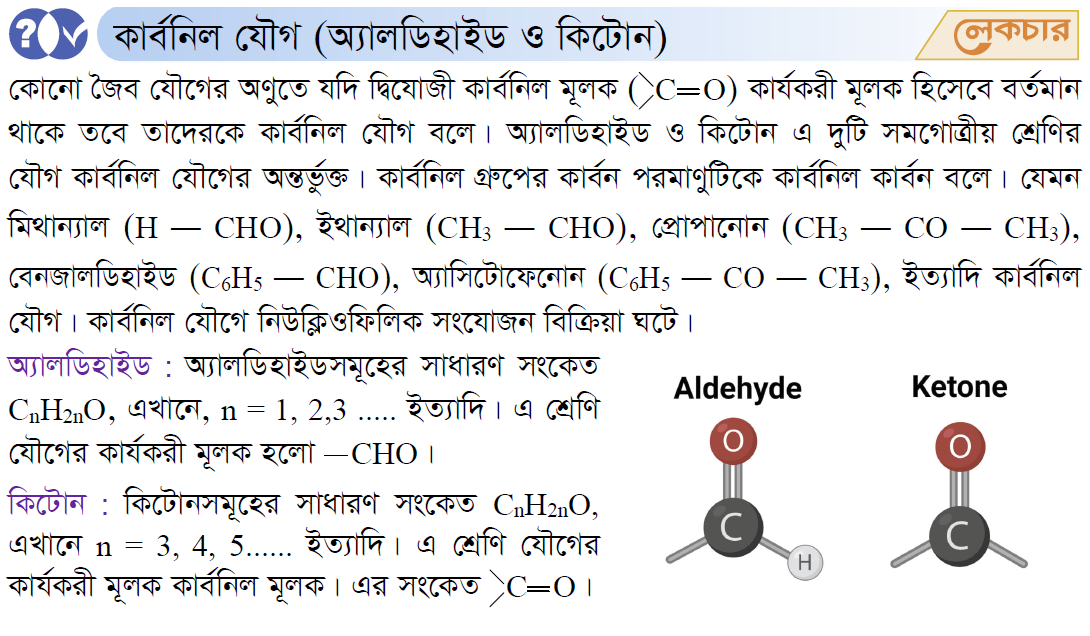 কার্বনিল যৌগ (অ্যালডিহাইড ও কিটোন)
লেকচার
কোনো জৈব যৌগের অণুতে যদি দ্বিযোজী কার্বনিল মূলক (>C=O) কার্যকরী মূলক হিসেবে বর্তমান
থাকে তবে তাদেরকে কার্বনিল যৌগ বলে। অ্যালডিহাইড ও কিটোন এ দুটি সমগোত্রীয় শ্রেণির
যৌগ কার্বনিল যৌগের অন্তর্ভুক্ত। কার্বনিল গ্রুপের কার্বন পরমাণুটিকে কার্বনিল কার্বন বলে। যেমন
মিথান্যাল (H — CHO), ইথান্যাল (CH₃ — CHO), প্রোপানোন (CH₃ — CO — CH₃),
বেনজালডিহাইড (C₆H₅ — CHO), অ্যাসিটোফেনোন (C₆H₅ — CO — CH₃), ইত্যাদি কার্বনিল
যৌগ। কার্বনিল যৌগে নিউক্লিওফিলিক সংযোজন বিক্রিয়া ঘটে।
অ্যালডিহাইড : অ্যালডিহাইডসমূহের সাধারণ সংকেত
CₙH₂ₙO, এখানে, n = 1, 2,3 ..... ইত্যাদি। এ শ্রেণি
যৌগের কার্যকরী মূলক হলো —CHO।
কিটোন : কিটোনসমূহের সাধারণ সংকেত CₙH₂ₙO,
এখানে n = 3, 4, 5...... ইত্যাদি। এ শ্রেণি যৌগের
কার্যকরী মূলক কার্বনিল মূলক। এর সংকেত >C=O।
Aldehyde
O
C
H
Ketone
O
C